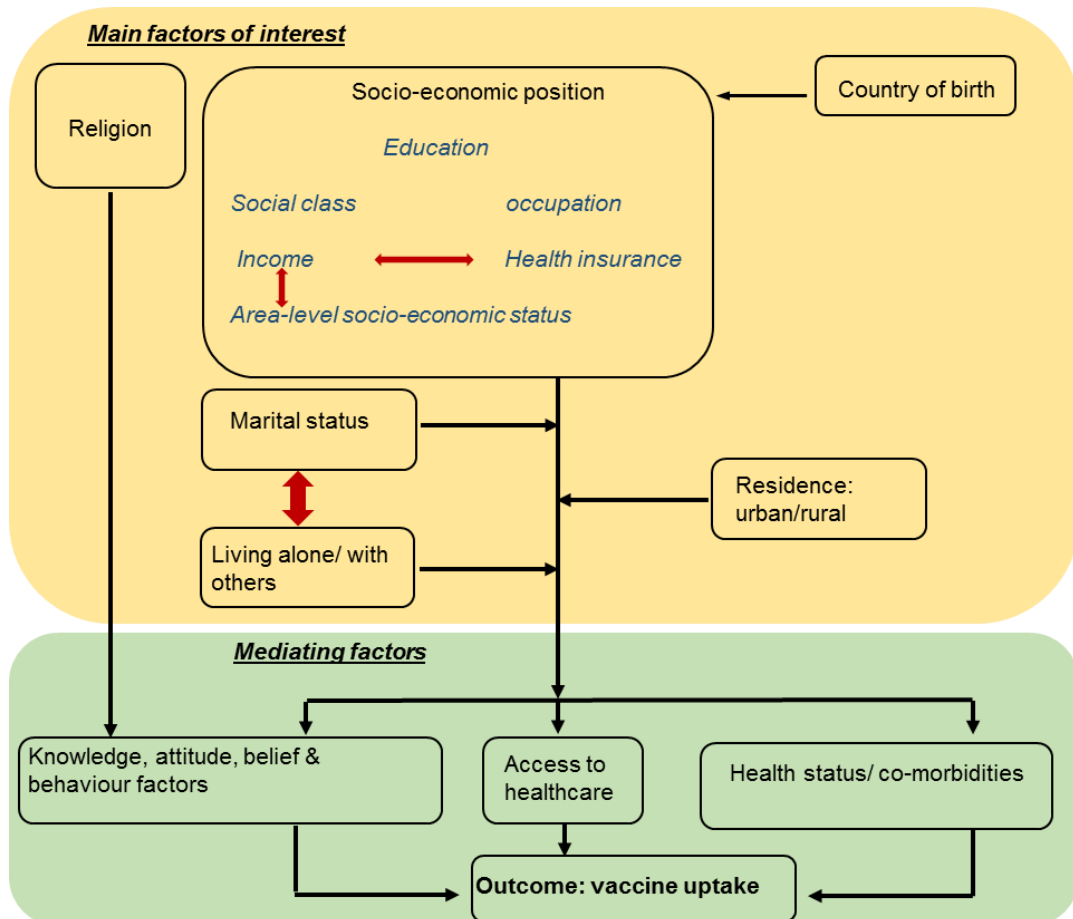 Main factors of interest
Religion
Socio-economic position
Country of birth
Education
Social class
occupation
Income
Health insurance
Area-level socio-economic status
Marital status
Residence:
urban/rural
Living alone/ with
others
Mediating factors
Knowledge, attitude, belief &
behaviour factors
Access to
healthcare
Health status/ co-morbidities
Outcome: vaccine uptake